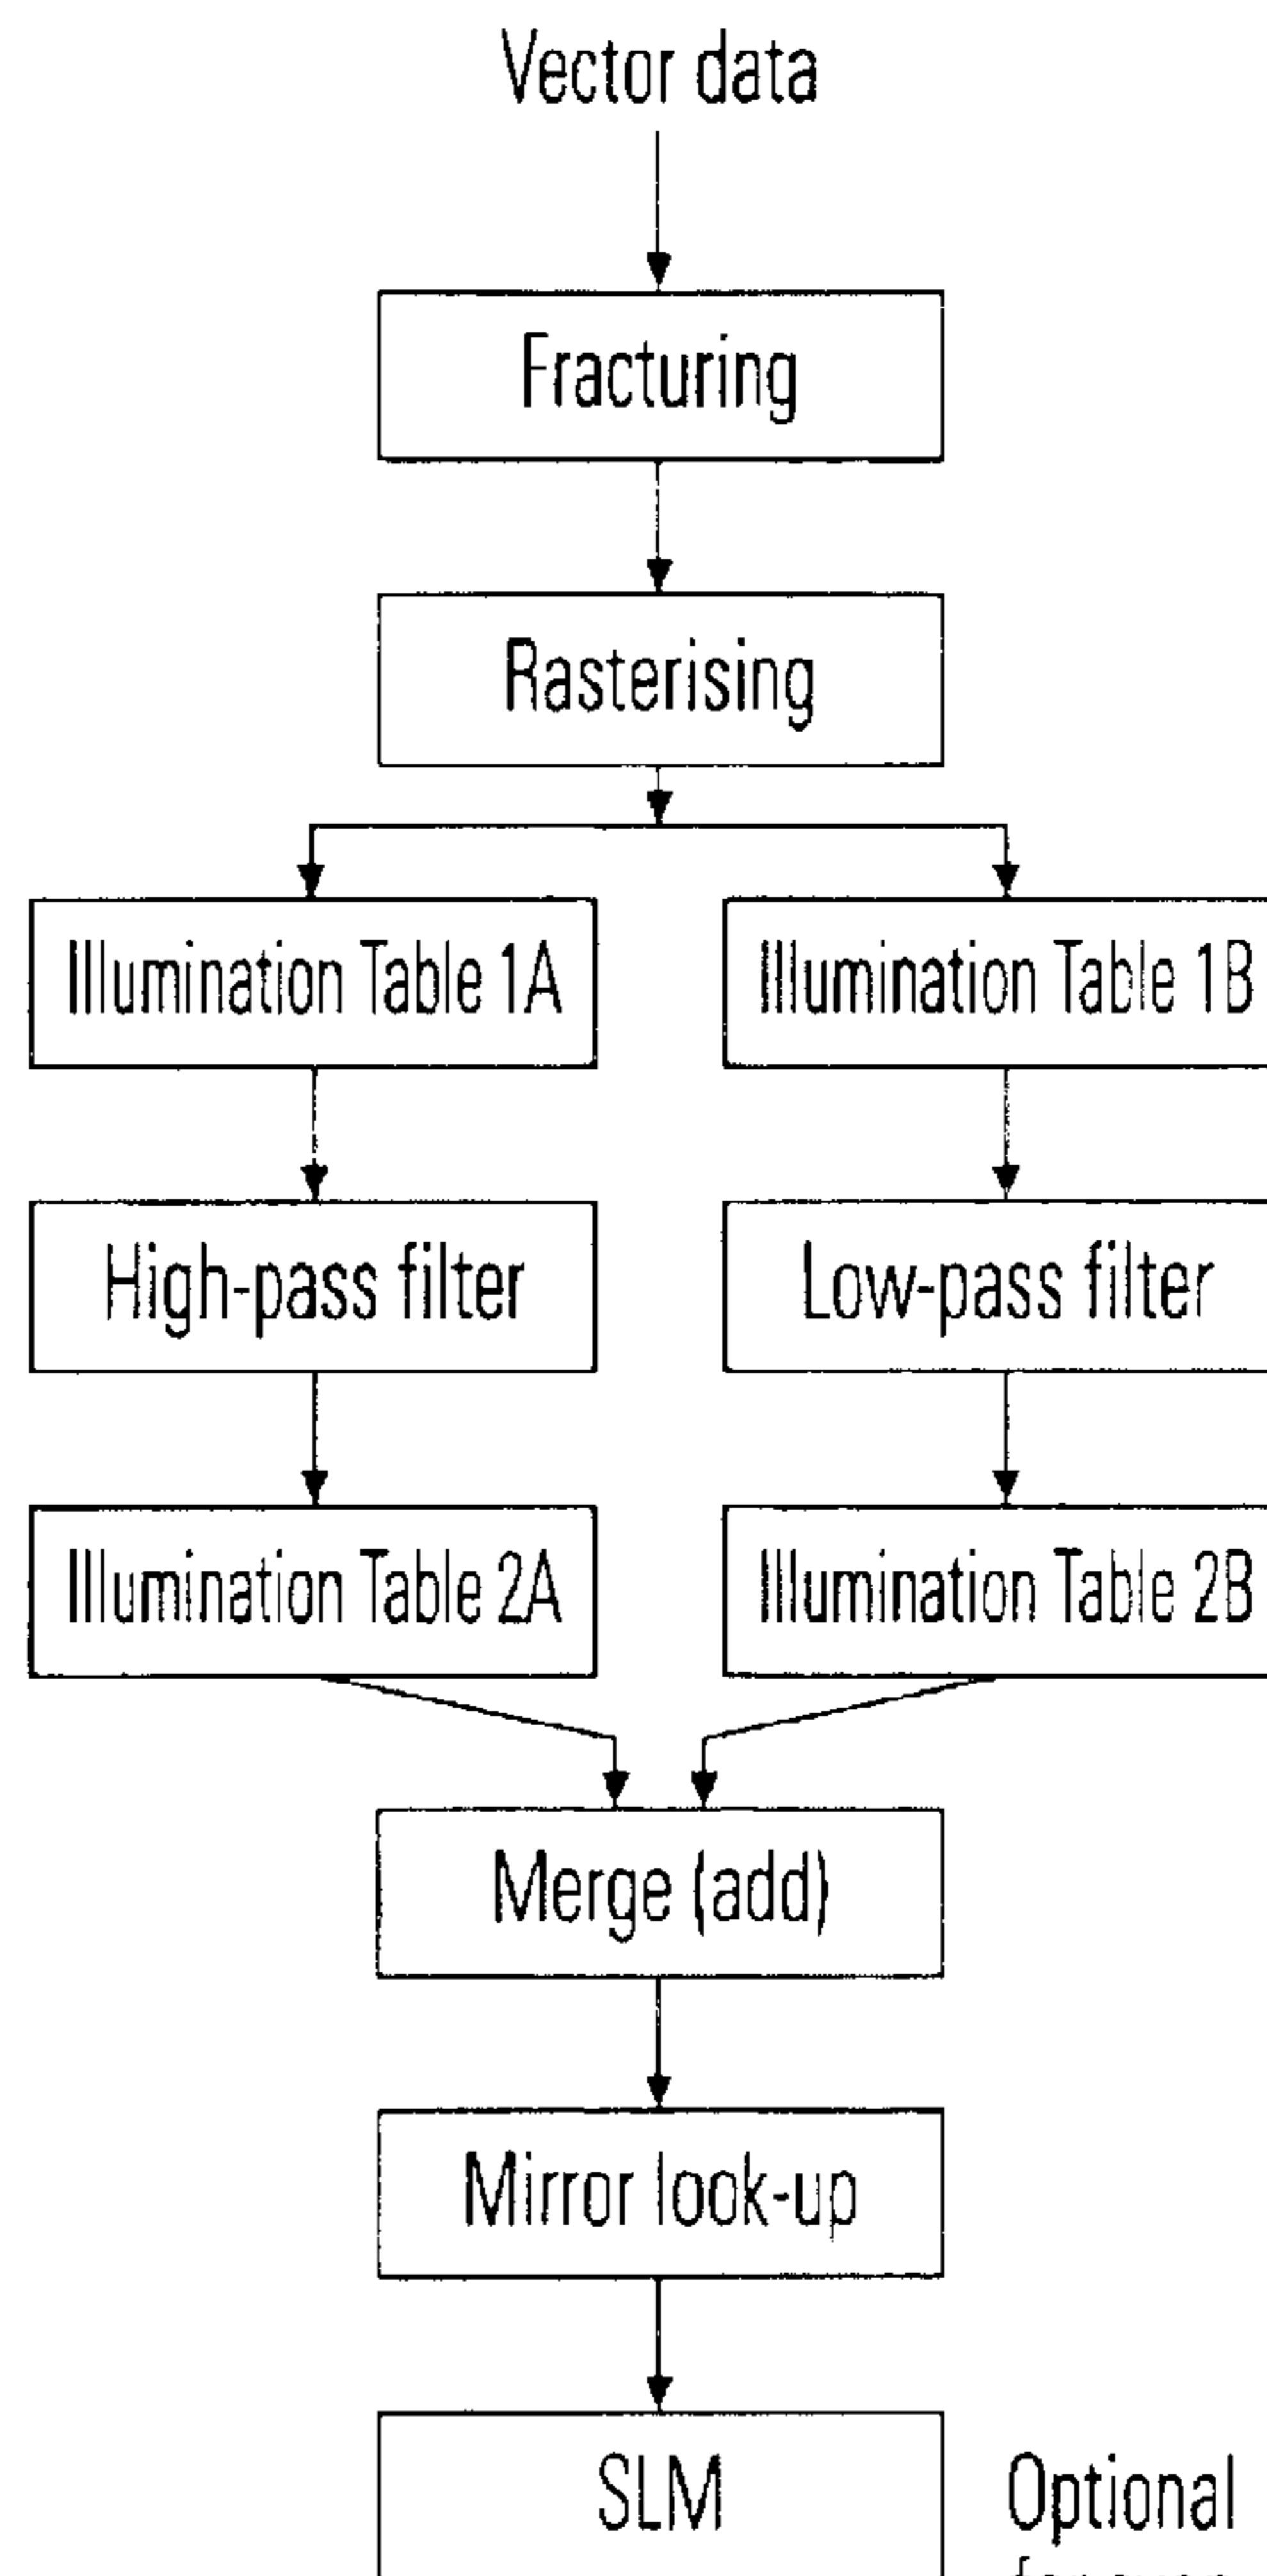 Vector data
Fracturing
Rasterising
Illumination Table 1A
Illumination Table 1B
High-pass filter
Low-pass filter
Illumination Table 2A
Illumination Table 2B
Merge (add)
Mirror look-up
SLM
Optional